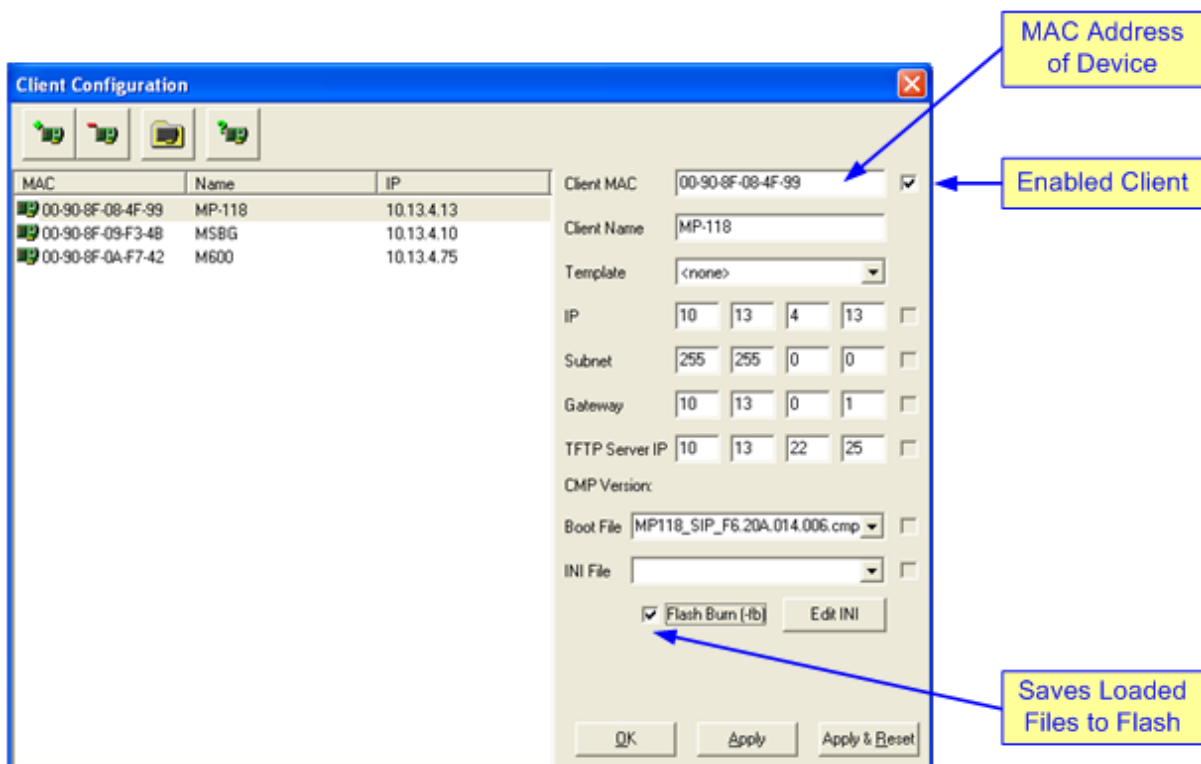 MAC Address
of Device
Client Configuration
MAC Name IP
00-90-8F-08-4F-99 MP-118 10.13.4.13
00-90-8F-09-F3-4B MSBG 10.13.4.10
00-90-8F-0A-F7-42 M600 10.13.4.75
Client MAC 00-90-8F-08-4F-99
Enabled Client
Client Name MP-118
Template <none>
IP 10 13 4 13
Subnet 255 255 0 0
Gateway 10 13 0 1
TFTP Server IP 10 13 22 25
CMP Version:
Boot File MP118_SIP_F6.20A.014.006.cmp
INI File
Flash Burn (-fb) Edit INI
Saves Loaded
Files to Flash
OK Apply Apply & Reset